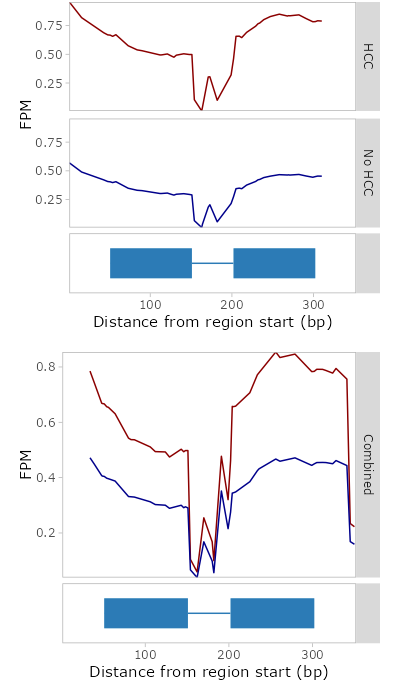 0.75
0.50
0.25
HCC
FPM
0.75
0.50
0.25
No HCC
100 200 300
Distance from region start (bp)
0.8
0.6
0.4
0.2
FPM
Combined
100 200 300
Distance from region start (bp)